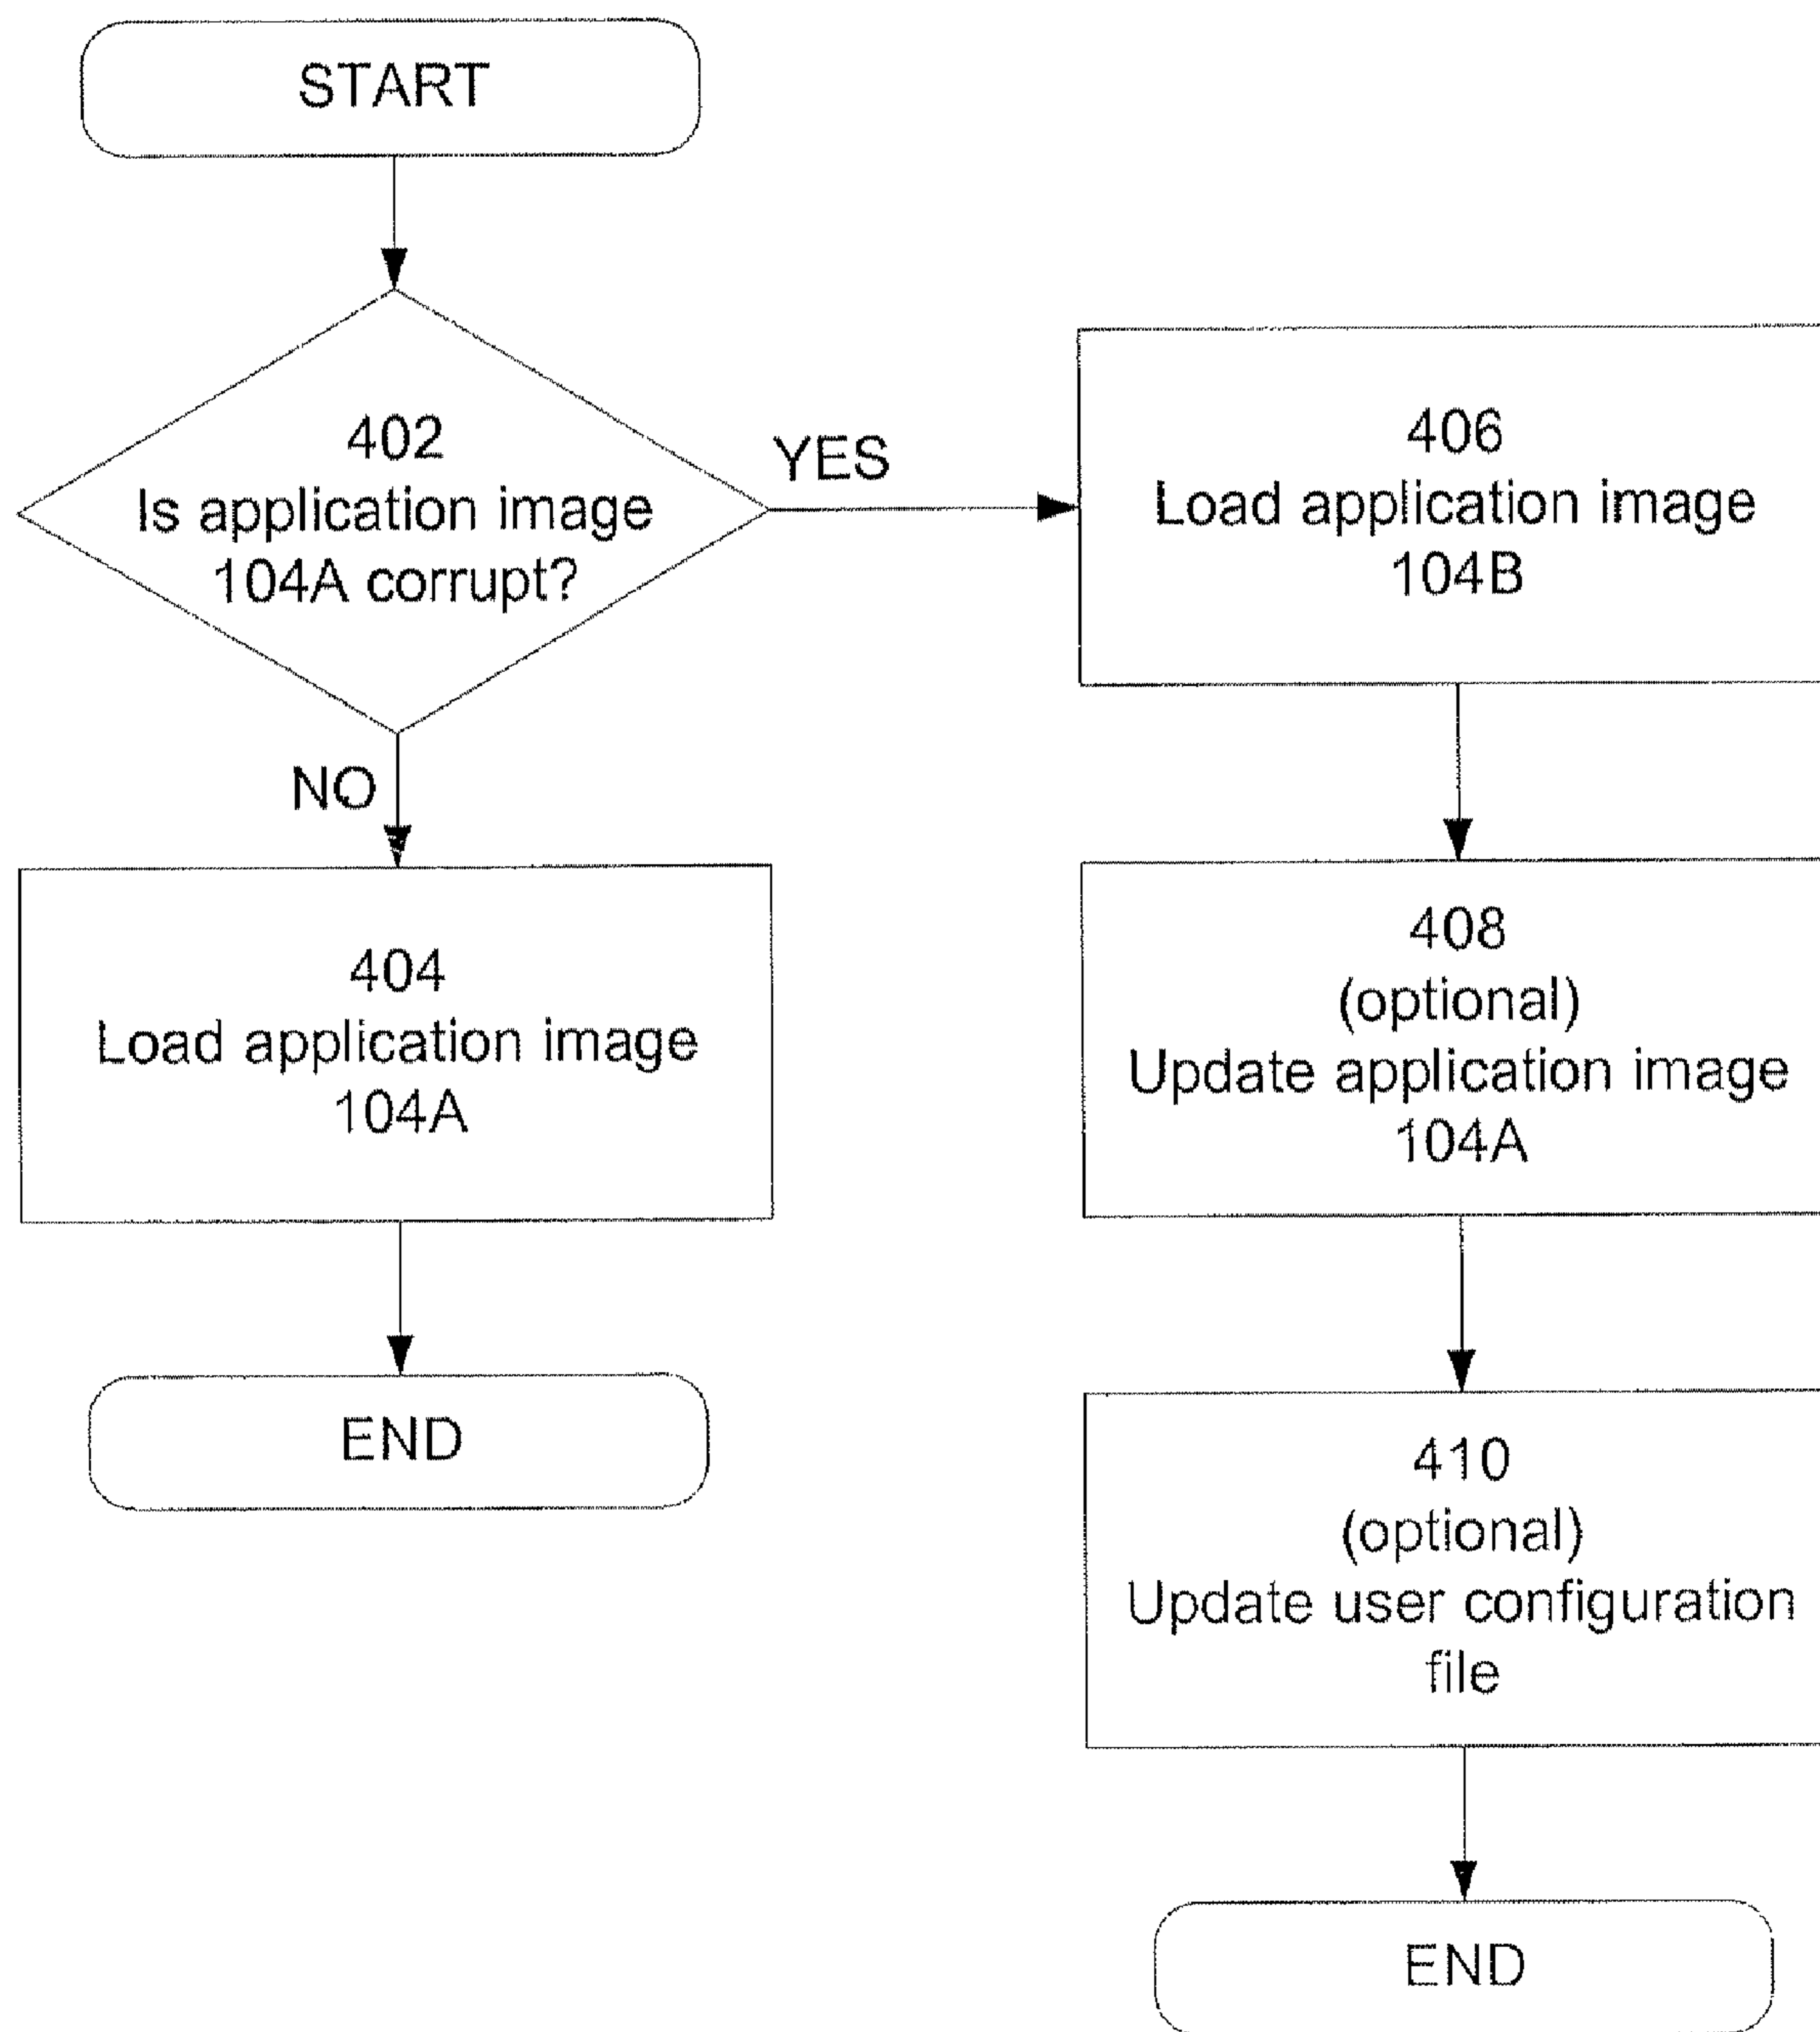 START
402
Is application image
104A corrupt?
YES
NO
404
Load application image
104A
END
406
Load application image
104B
408
(optional)
Update application image
104A
410
(optional)
Update user configuration
file
END